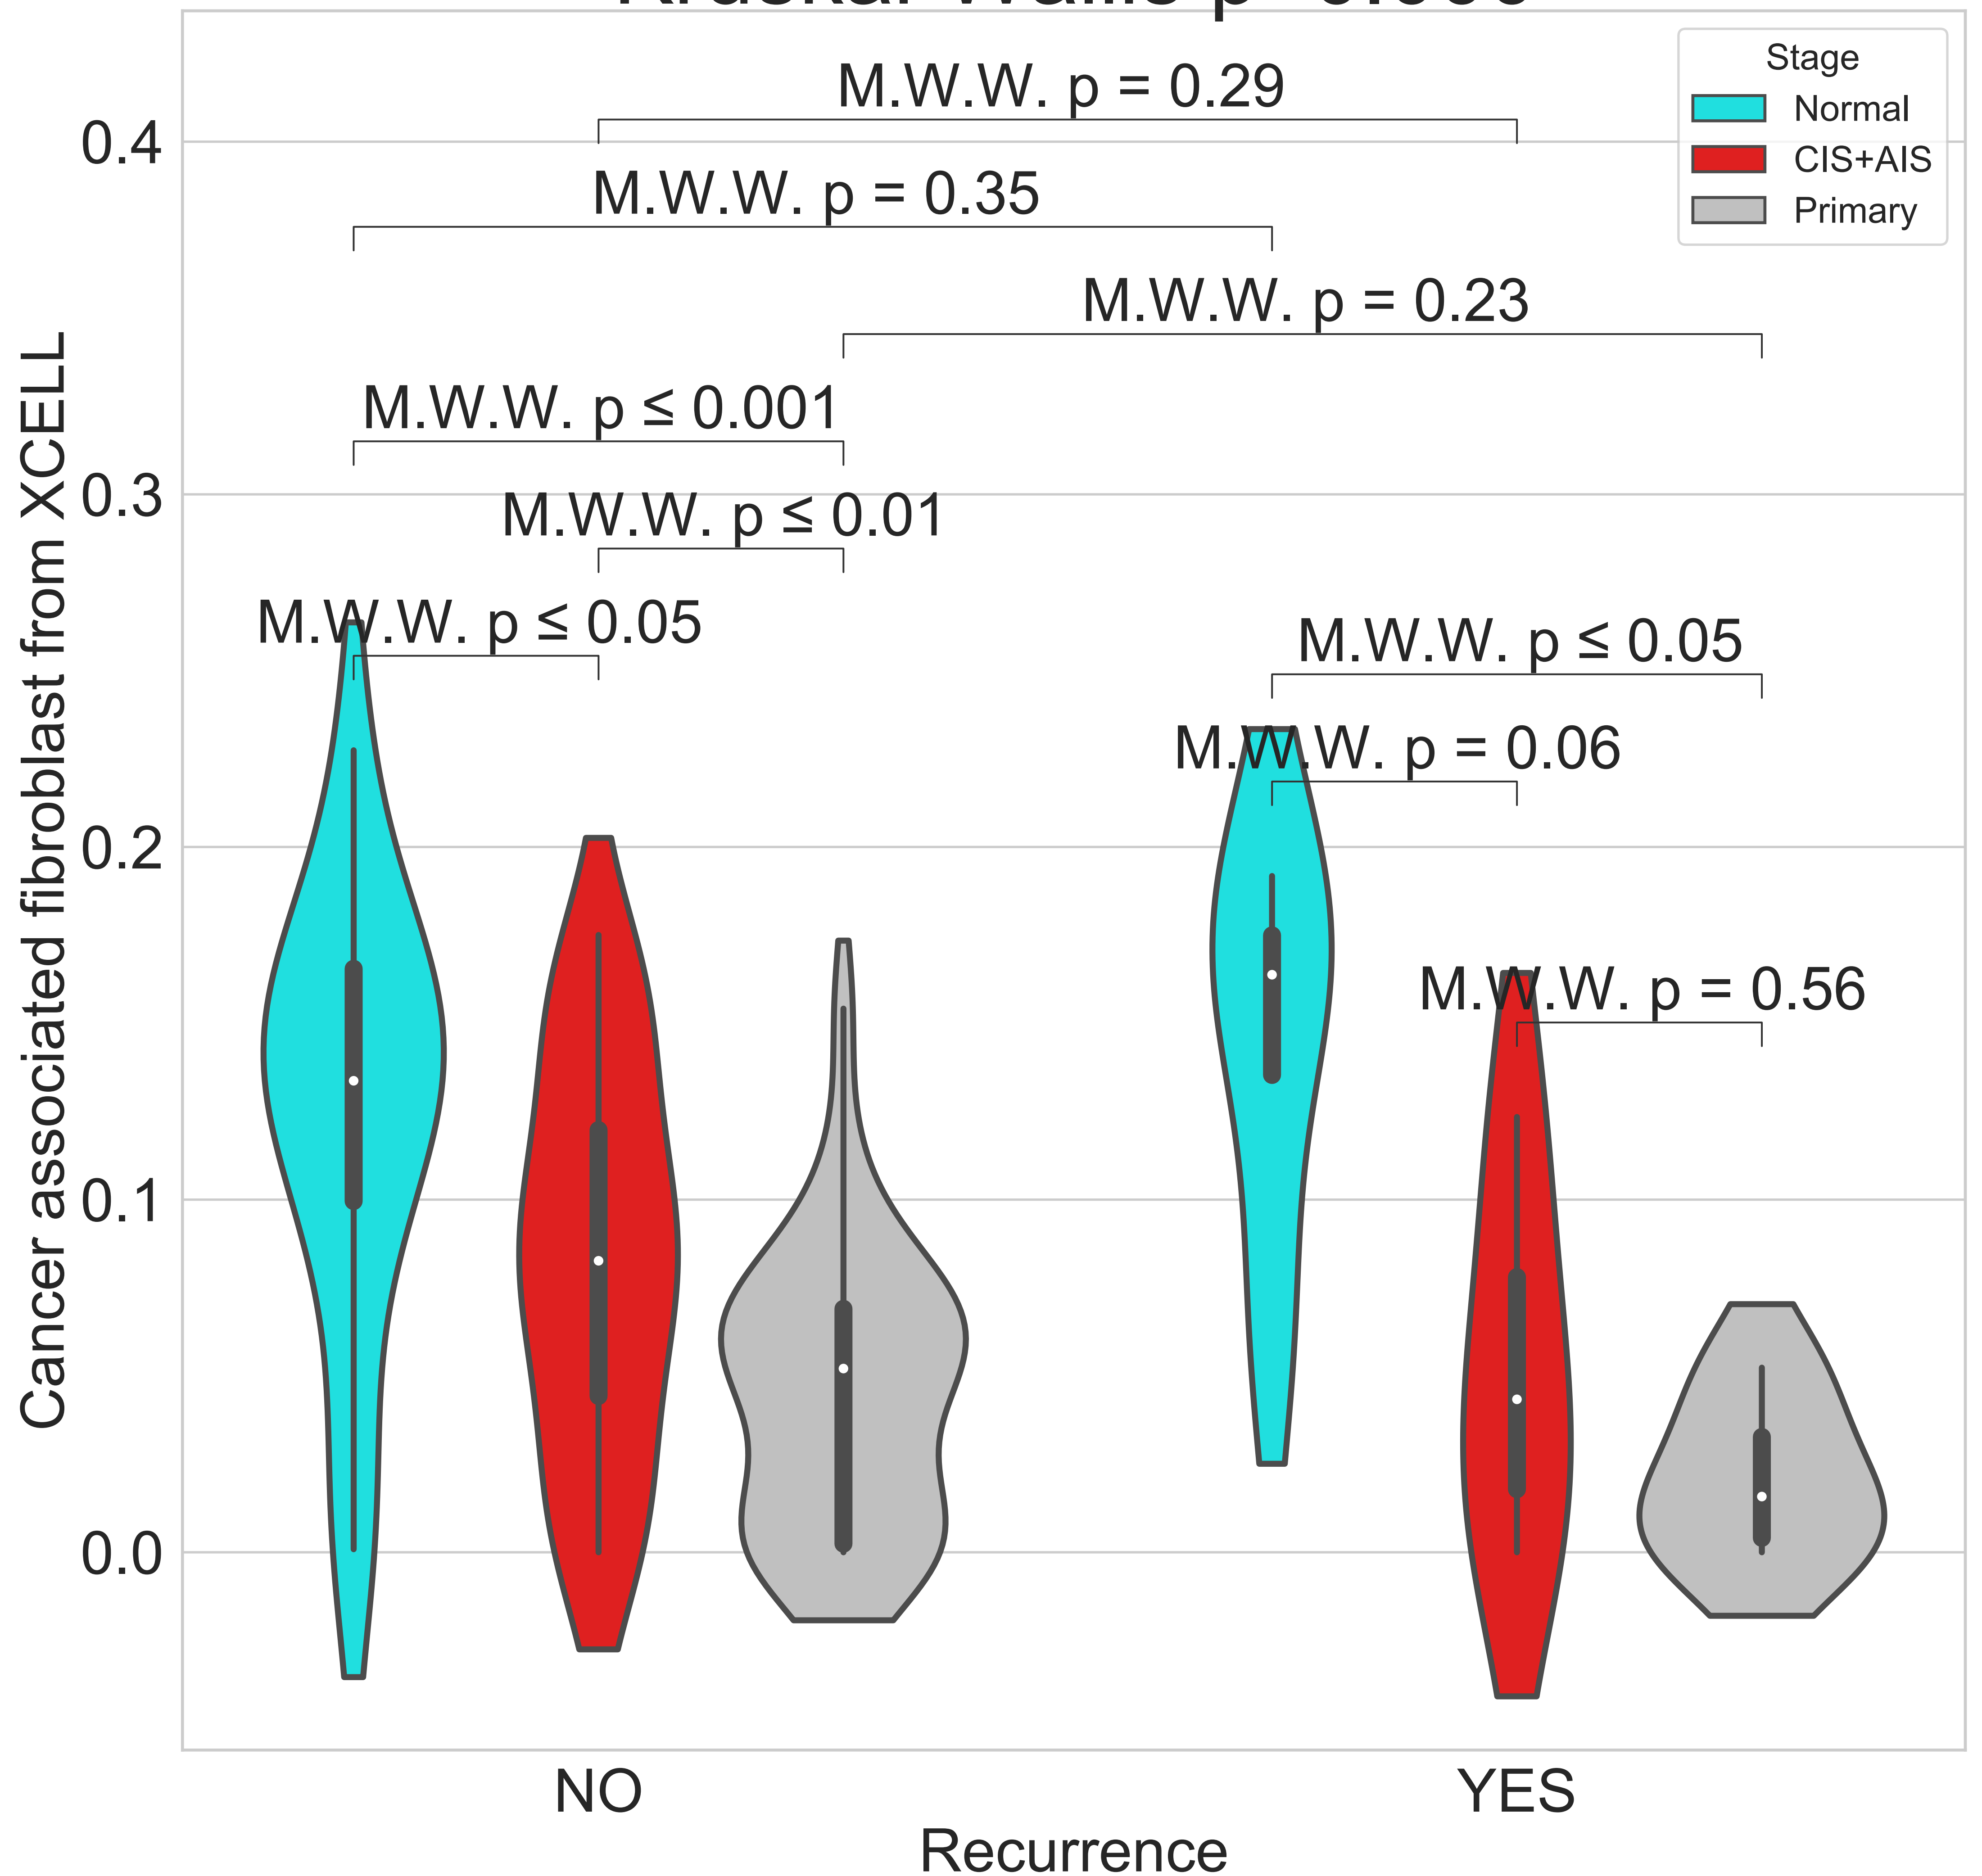 Stage
Normal
CIS+AIS
Primary
M.W.W. p = 0.29
M.W.W. p = 0.35
M.W.W. p = 0.23
M.W.W. p ≤ 0.001
M.W.W. p ≤ 0.01
M.W.W. p ≤ 0.05
M.W.W. p ≤ 0.05
M.W.W. p = 0.06
M.W.W. p = 0.56
Cancer associated fibroblast from XCELL
0.4
0.3
0.2
0.1
0.0
NO
YES
Recurrence